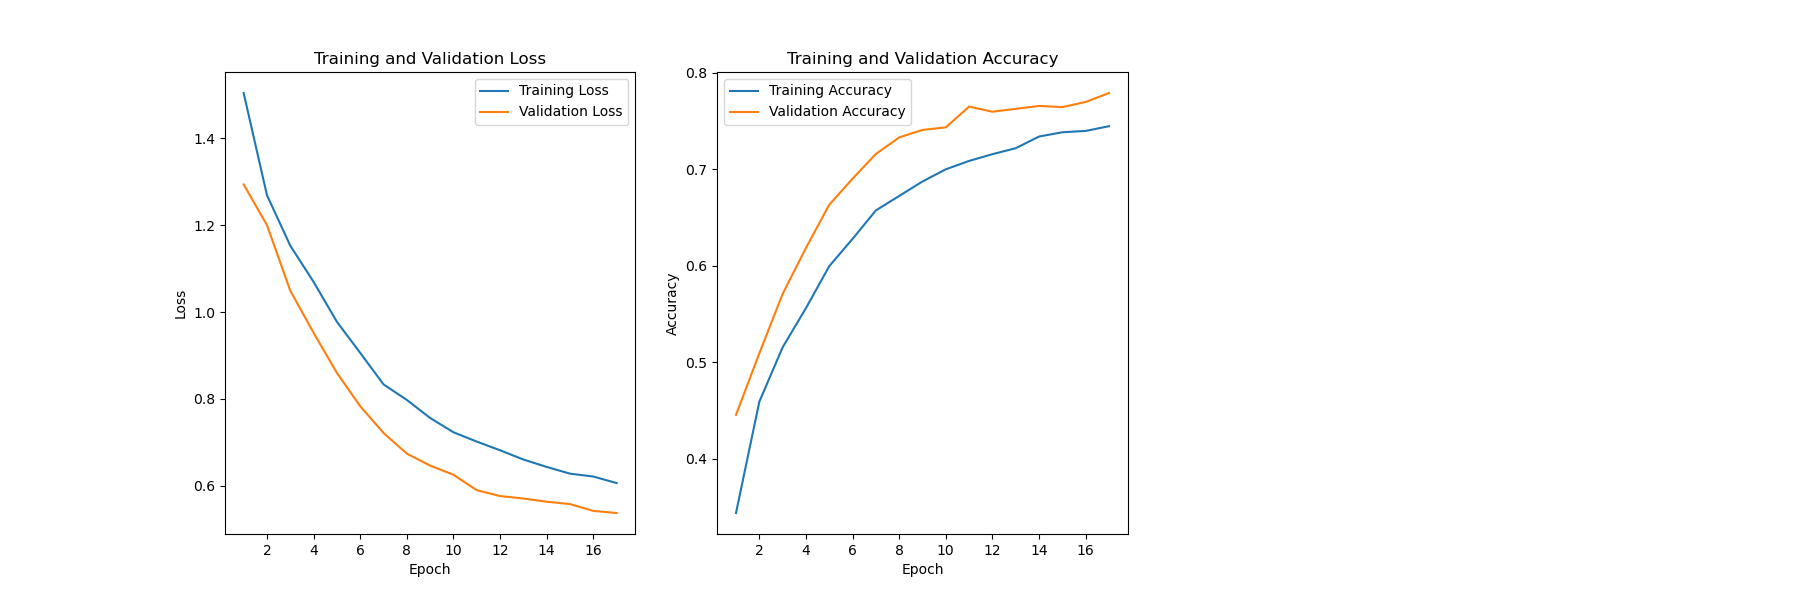 Training and Validation Loss
Training Loss
Validation Loss
1.4
1.2
1.0
0.8
0.6
Loss
2 4 6 8 10 12 14 16
Epoch
Training and Validation Accuracy
Training Accuracy
Validation Accuracy
0.8
0.7
0.6
0.5
0.4
Accuracy
2 4 6 8 10 12 14 16
Epoch